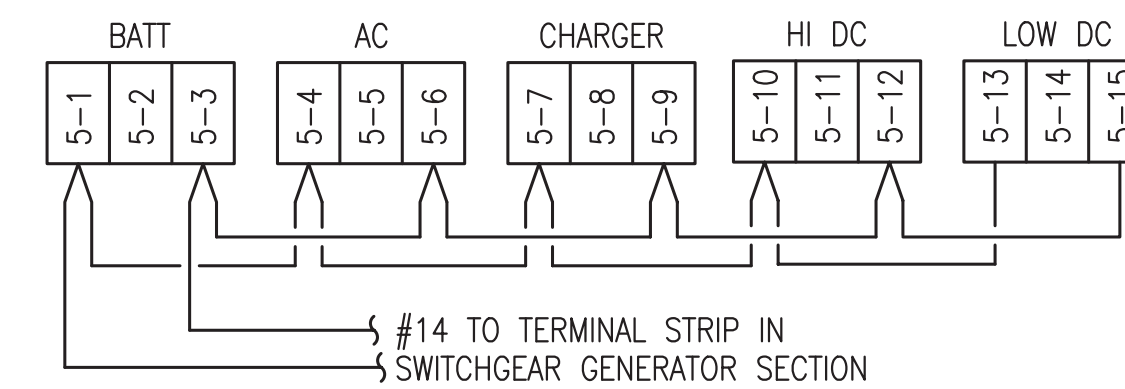 BATT AC CHARGER HI DC LOW DC
5-1 5-2 5-3 5-4 5-5 5-6 5-7 5-8 5-9 5-10 5-11 5-12 5-13 5-14 5-15
#14 TO TERMINAL STRIP IN
SWITCHGEAR GENERATOR SECTION